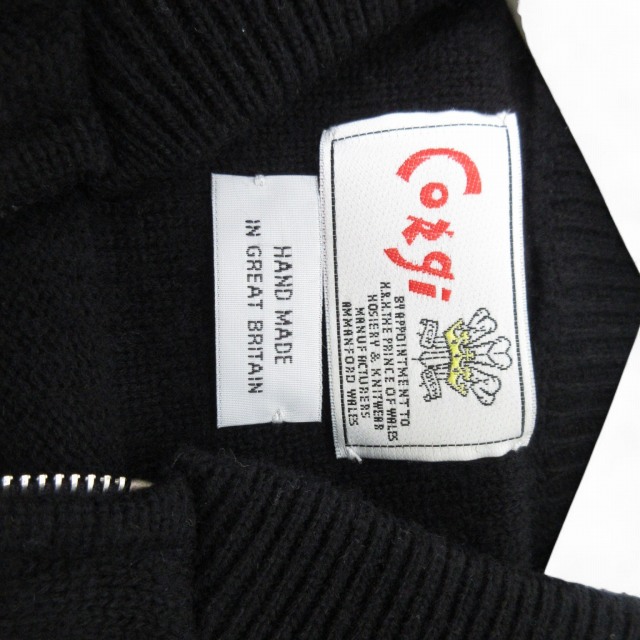 Corgi
BY APPOINTMENT TO
H.R.H. THE PRINCE OF WALES
HOSIERY & KNITWEAR
MANUFACTURERS
AMMANFORD WALES
HAND MADE
IN GREAT BRITAIN